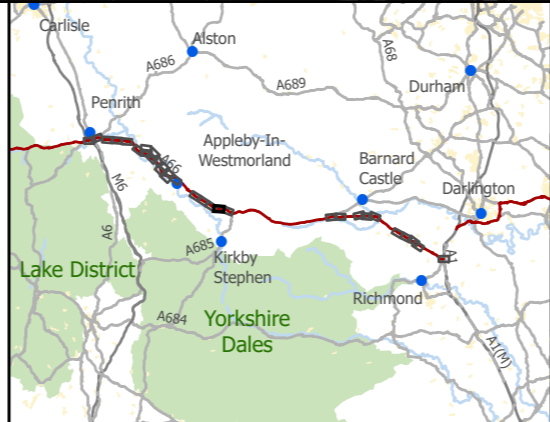 Carlisle
Alston
A68
A686
A689
Durham
Penrith
Appleby-In-
Westmorland
Barnard
Castle
Darlington
A66
M6
A6
A685
Kirkby
Stephen
Lake District
A1
Richmond
A684
Yorkshire
Dales
A1(M)